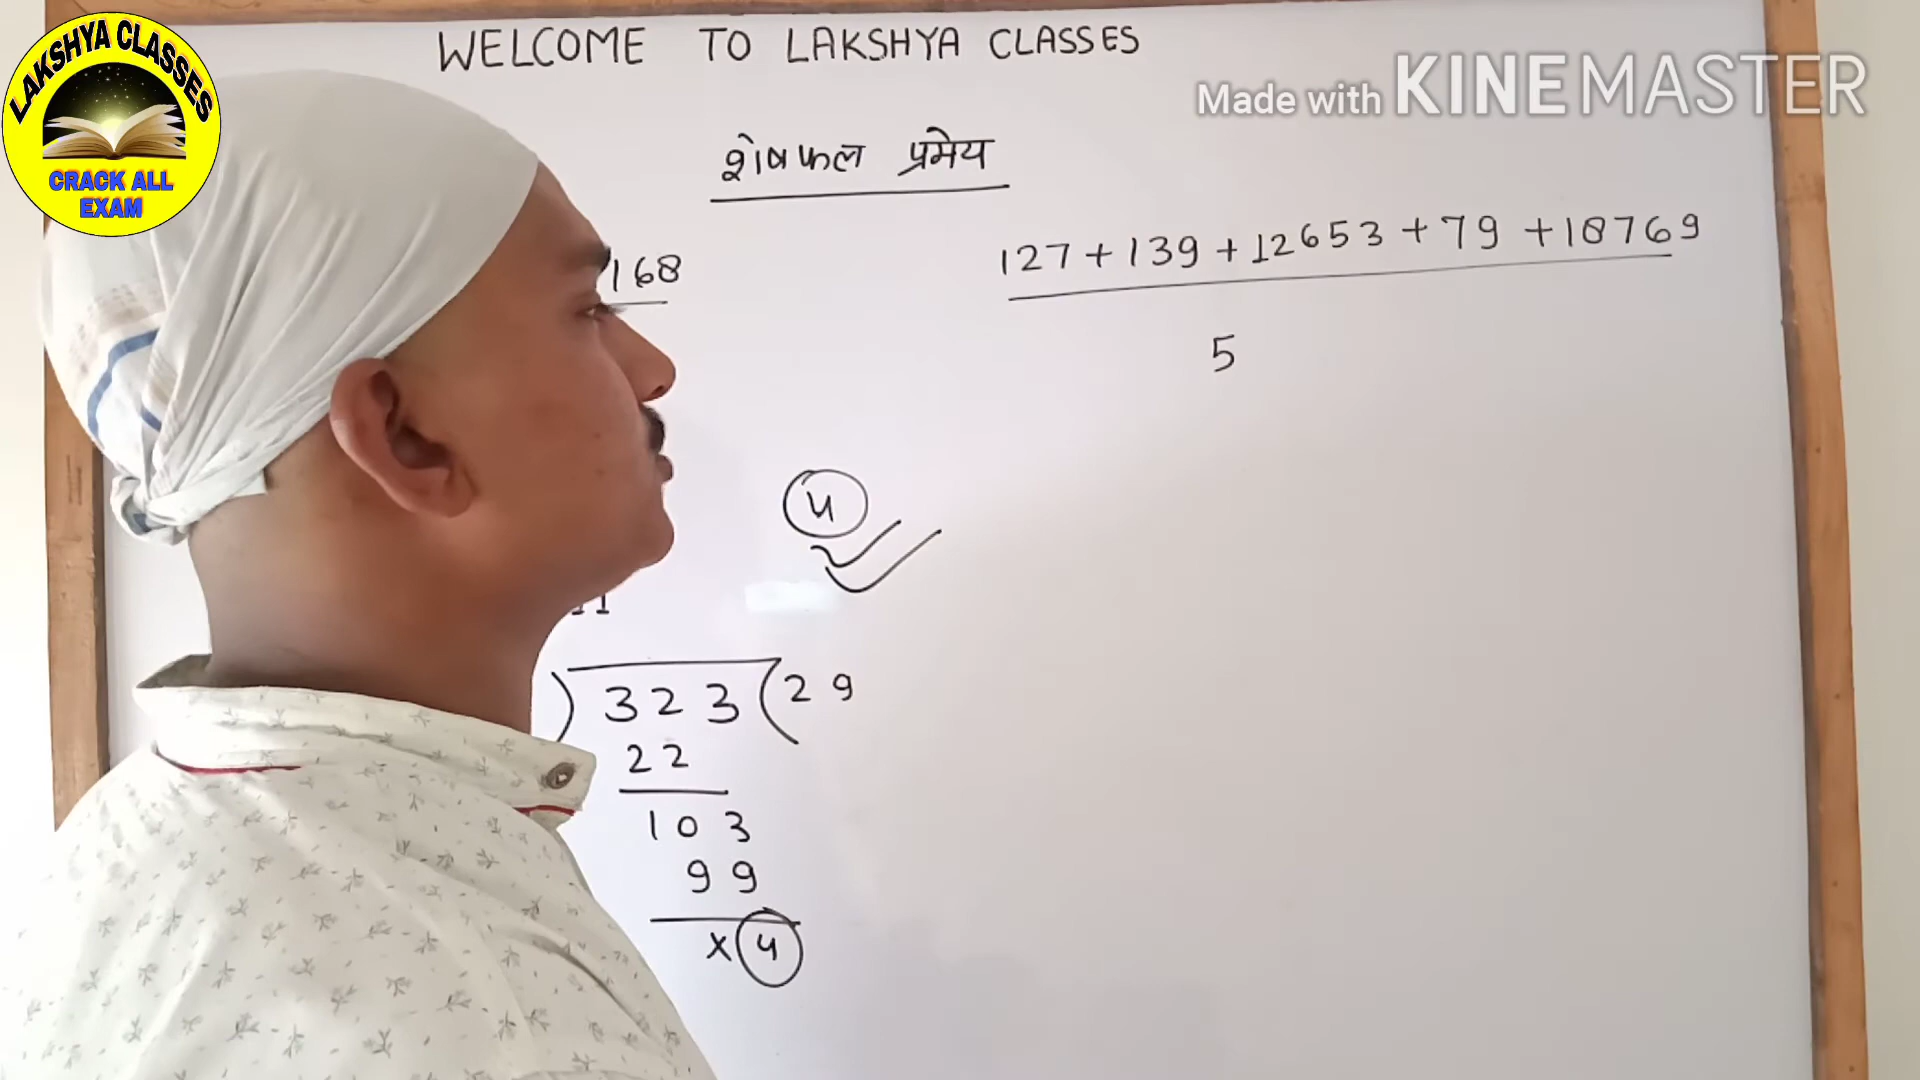 LAKSHYA CLASSES
CRACK ALL
EXAM
WELCOME TO LAKSHYA CLASSES
Made with KINEMASTER
शेषफल प्रमेय
168
127 + 139 + 12653 + 79 + 18769
5
4
11
) 323 ( 29
22
103
99
x 4